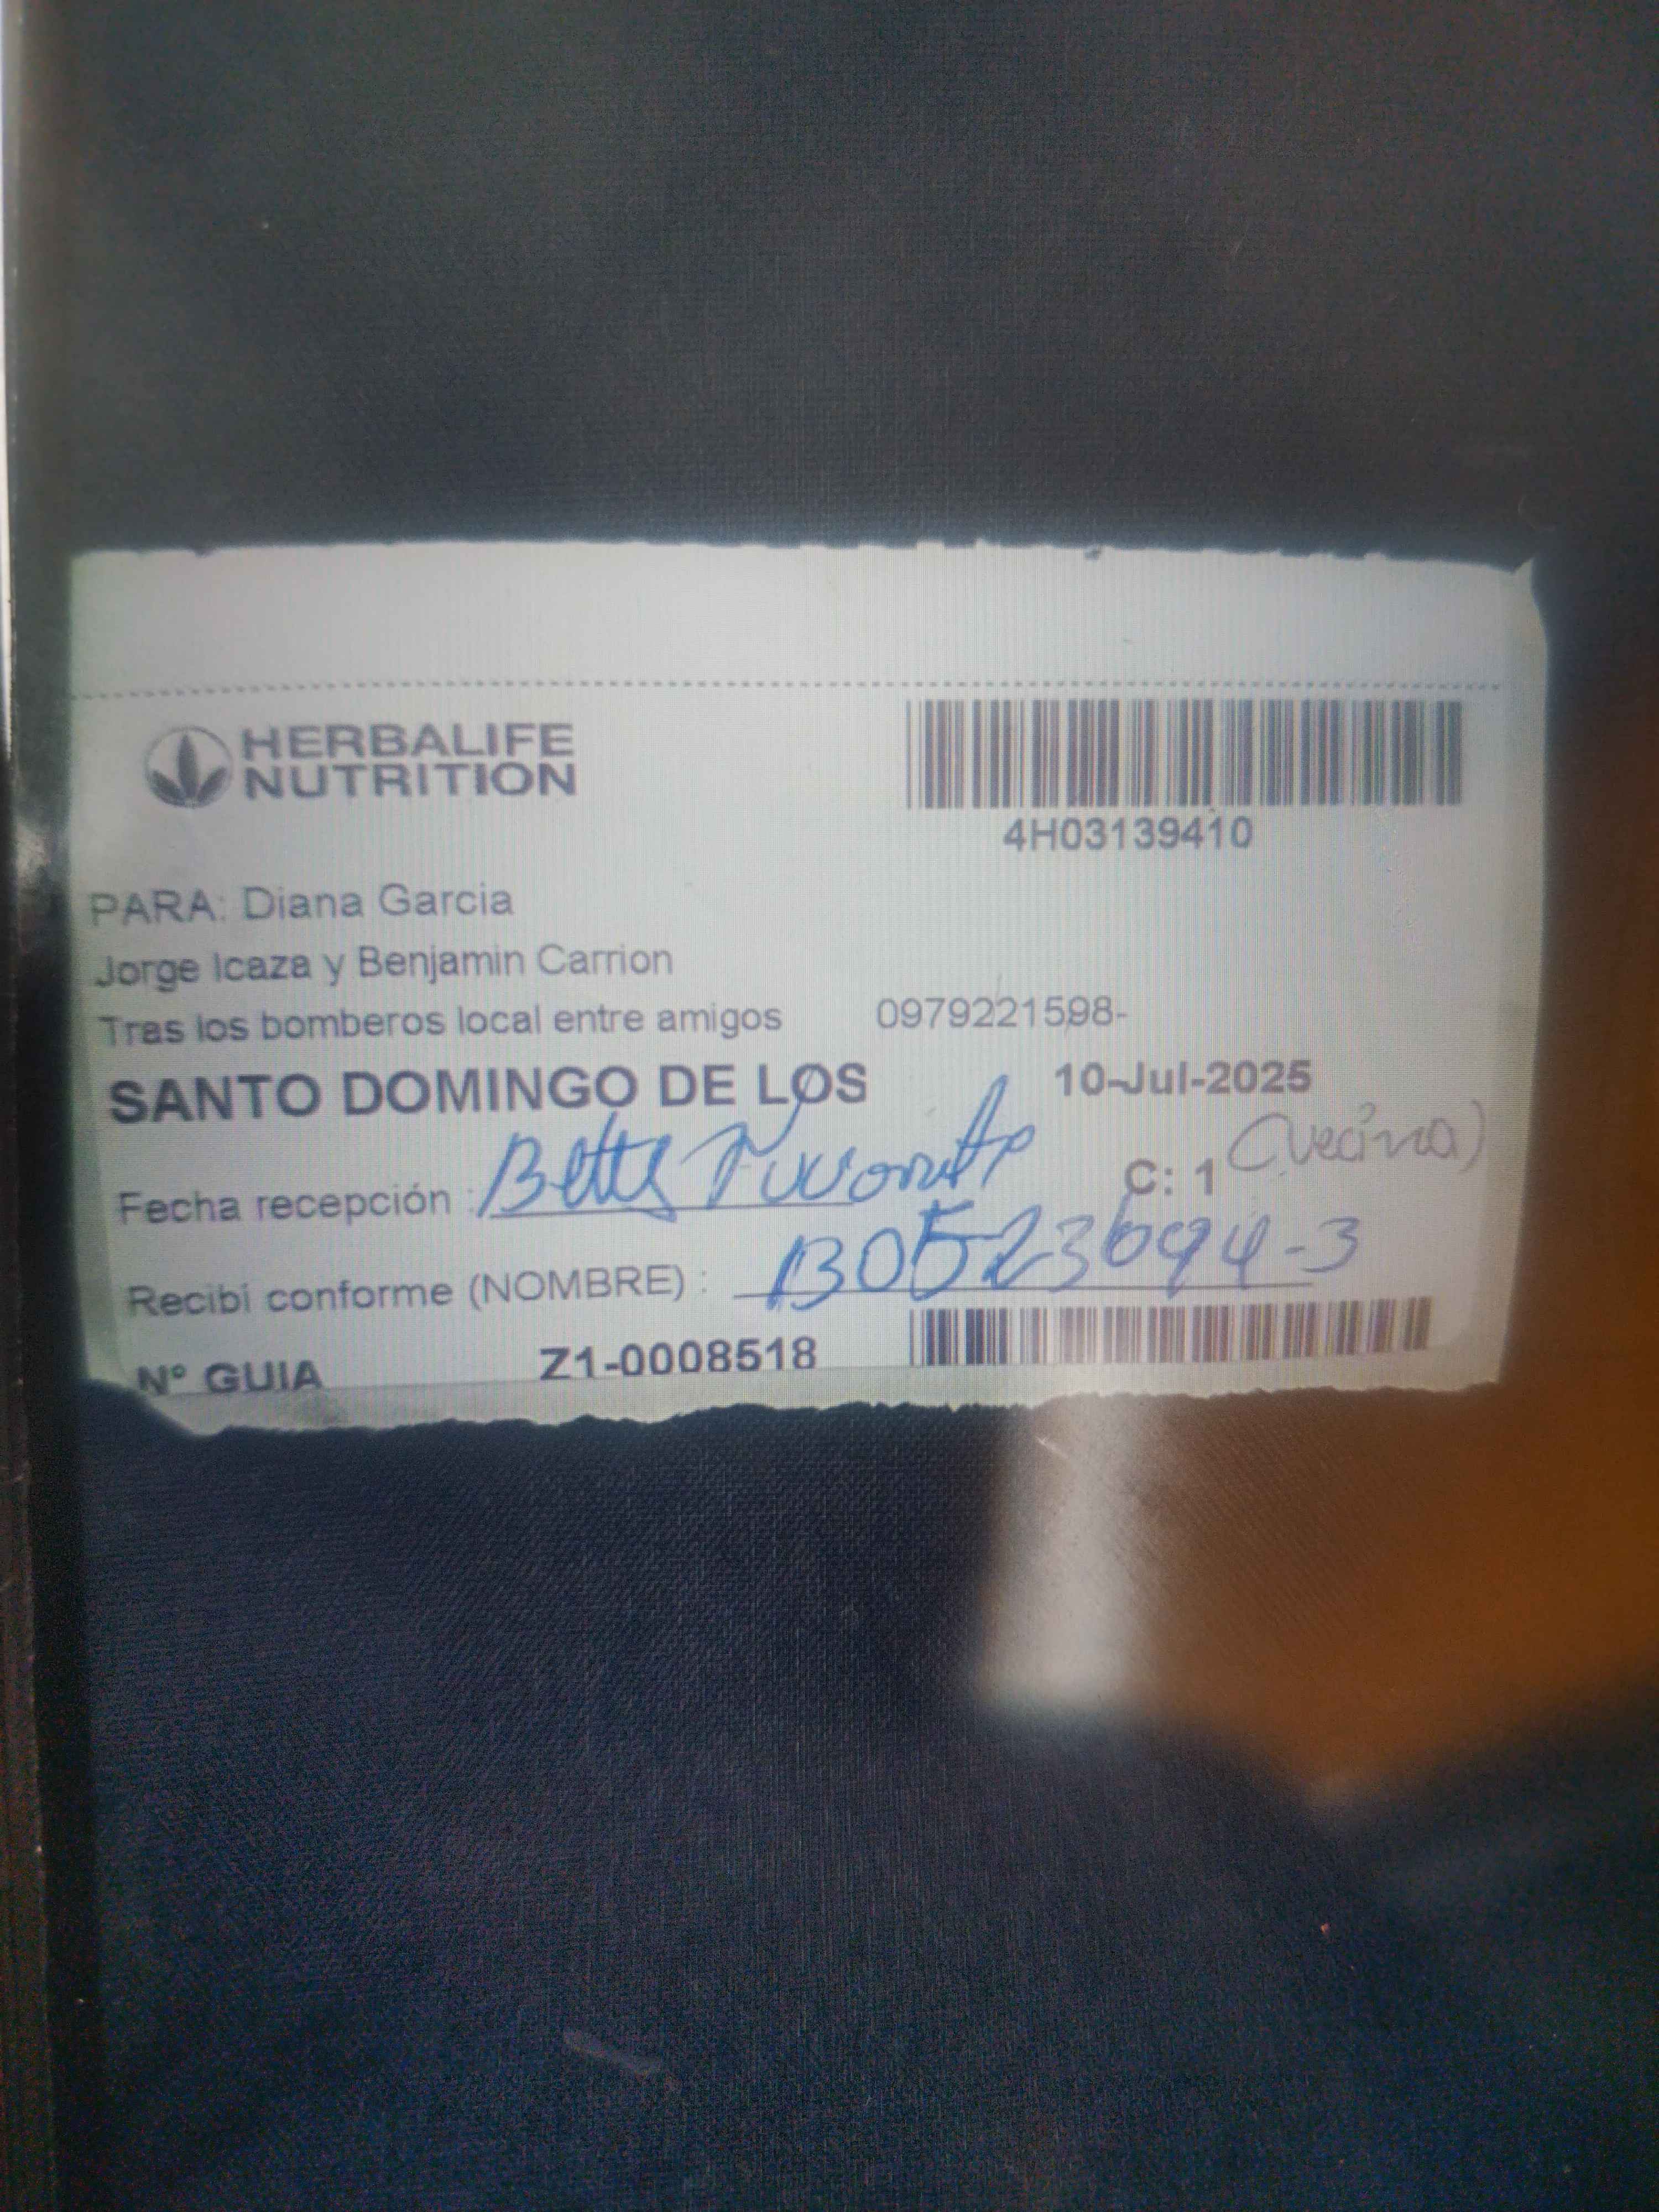 HERBALIFE
NUTRITION
4H03139410
PARA: Diana Garcia
Jorge Icaza y Benjamin Carrion
Tras los bomberos local entre amigos 0979221598-
SANTO DOMINGO DE LOS 10-Jul-2025
(Vecina)
Fecha recepción : C: 1
Recibi conforme (NOMBRE) : 130523694-3
Nº GUIA Z1-0008518